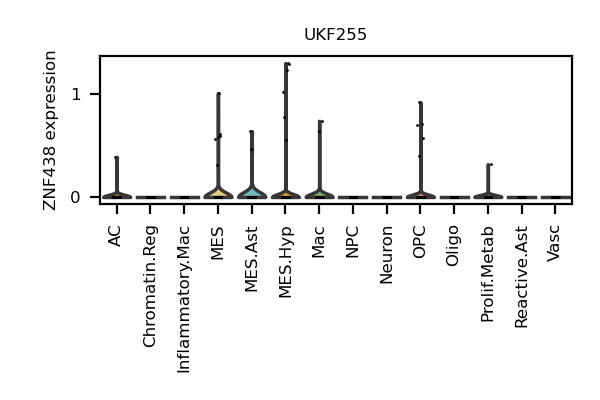 UKF255
ZNF438 expression
1
0
AC
Chromatin.Reg
Inflammatory.Mac
MES
MES.Ast
MES.Hyp
Mac
NPC
Neuron
OPC
Oligo
Prolif.Metab
Reactive.Ast
Vasc